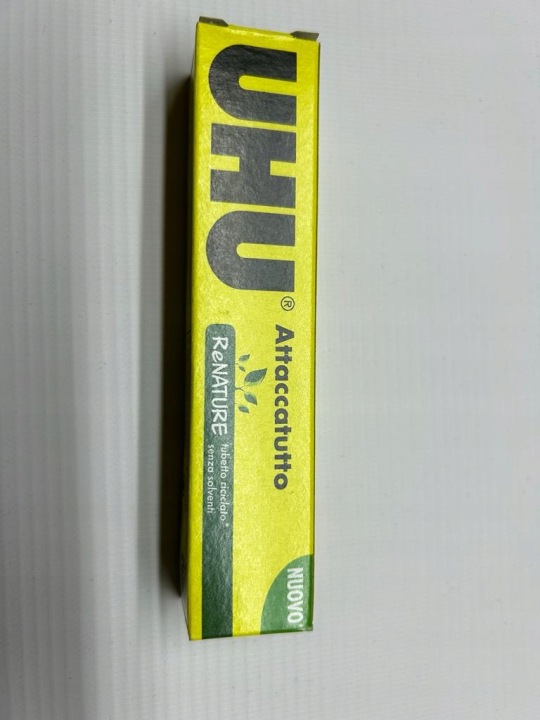 UHU®
Attaccatutto
ReNATURE
tubetto riciclato*
senza solventi
NUOVO